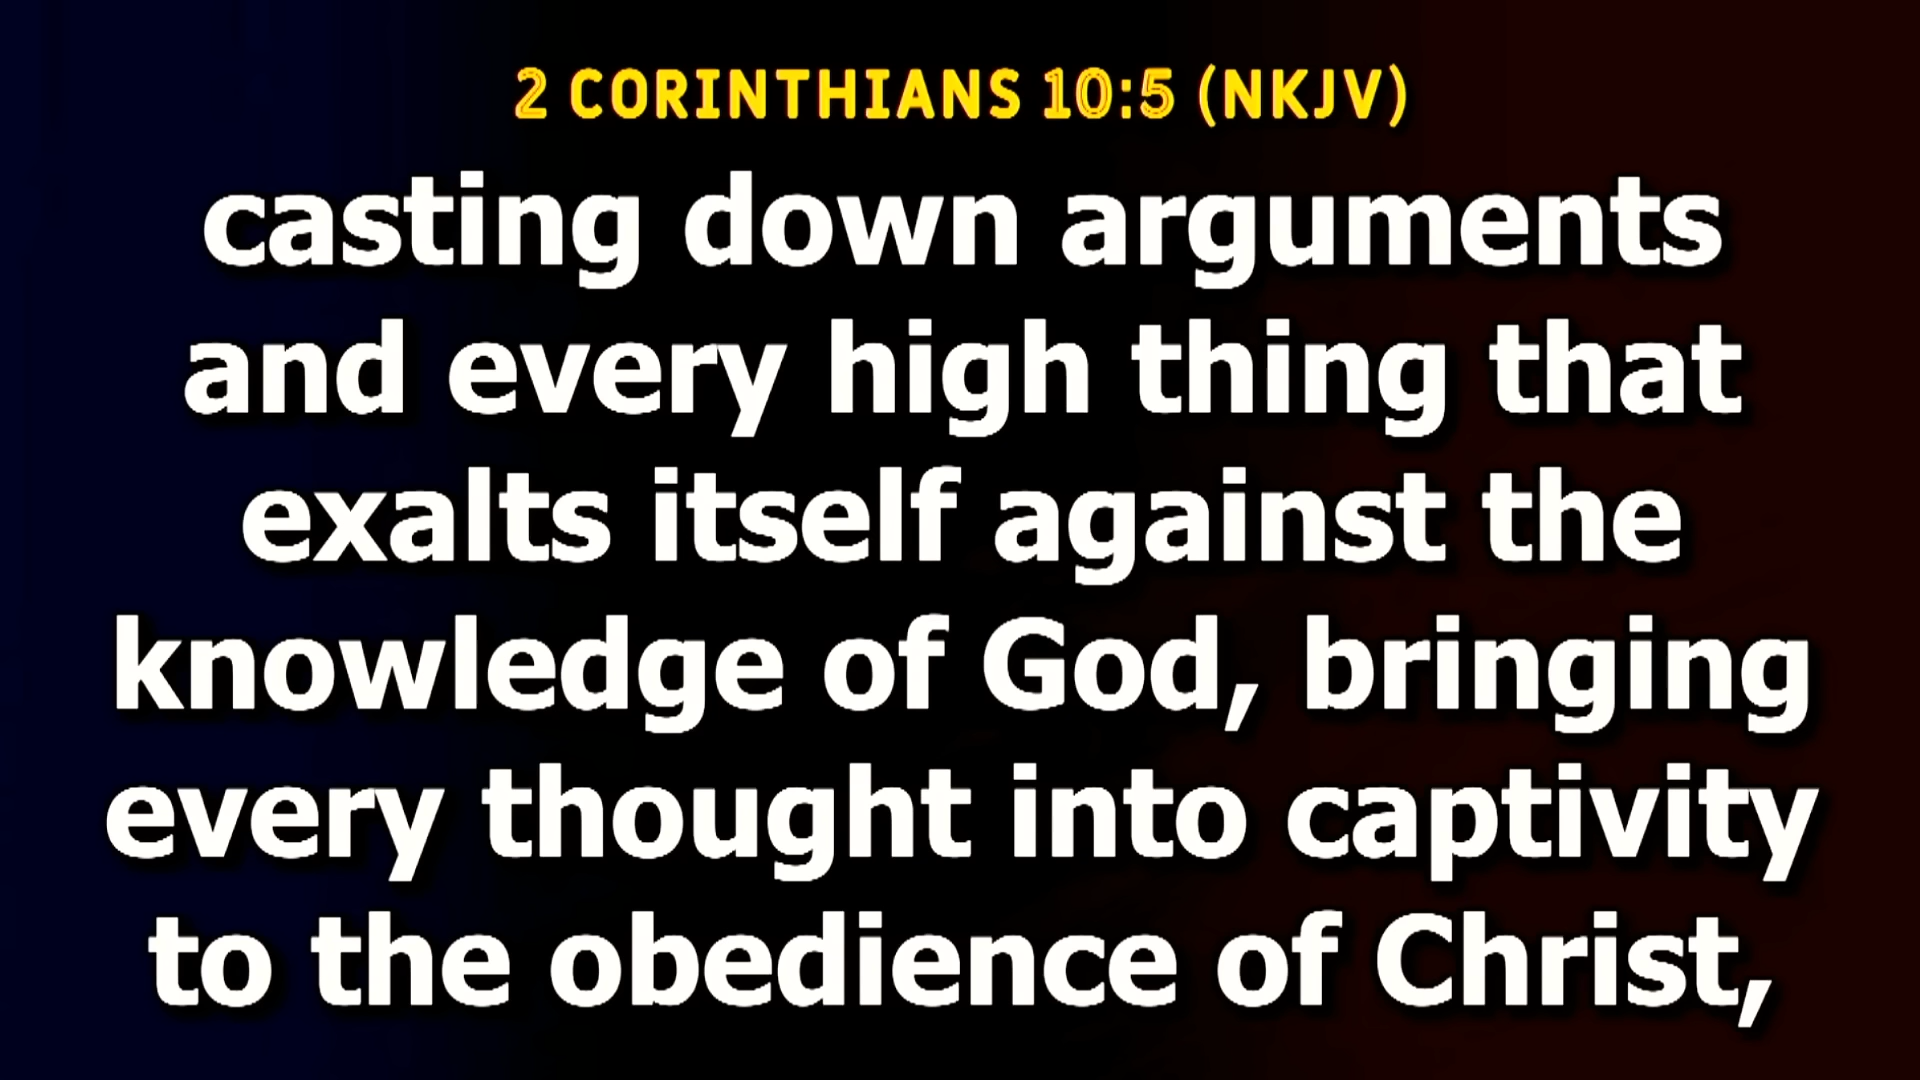 2 CORINTHIANS 10:5 (NKJV)
casting down arguments
and every high thing that
exalts itself against the
knowledge of God, bringing
every thought into captivity
to the obedience of Christ,